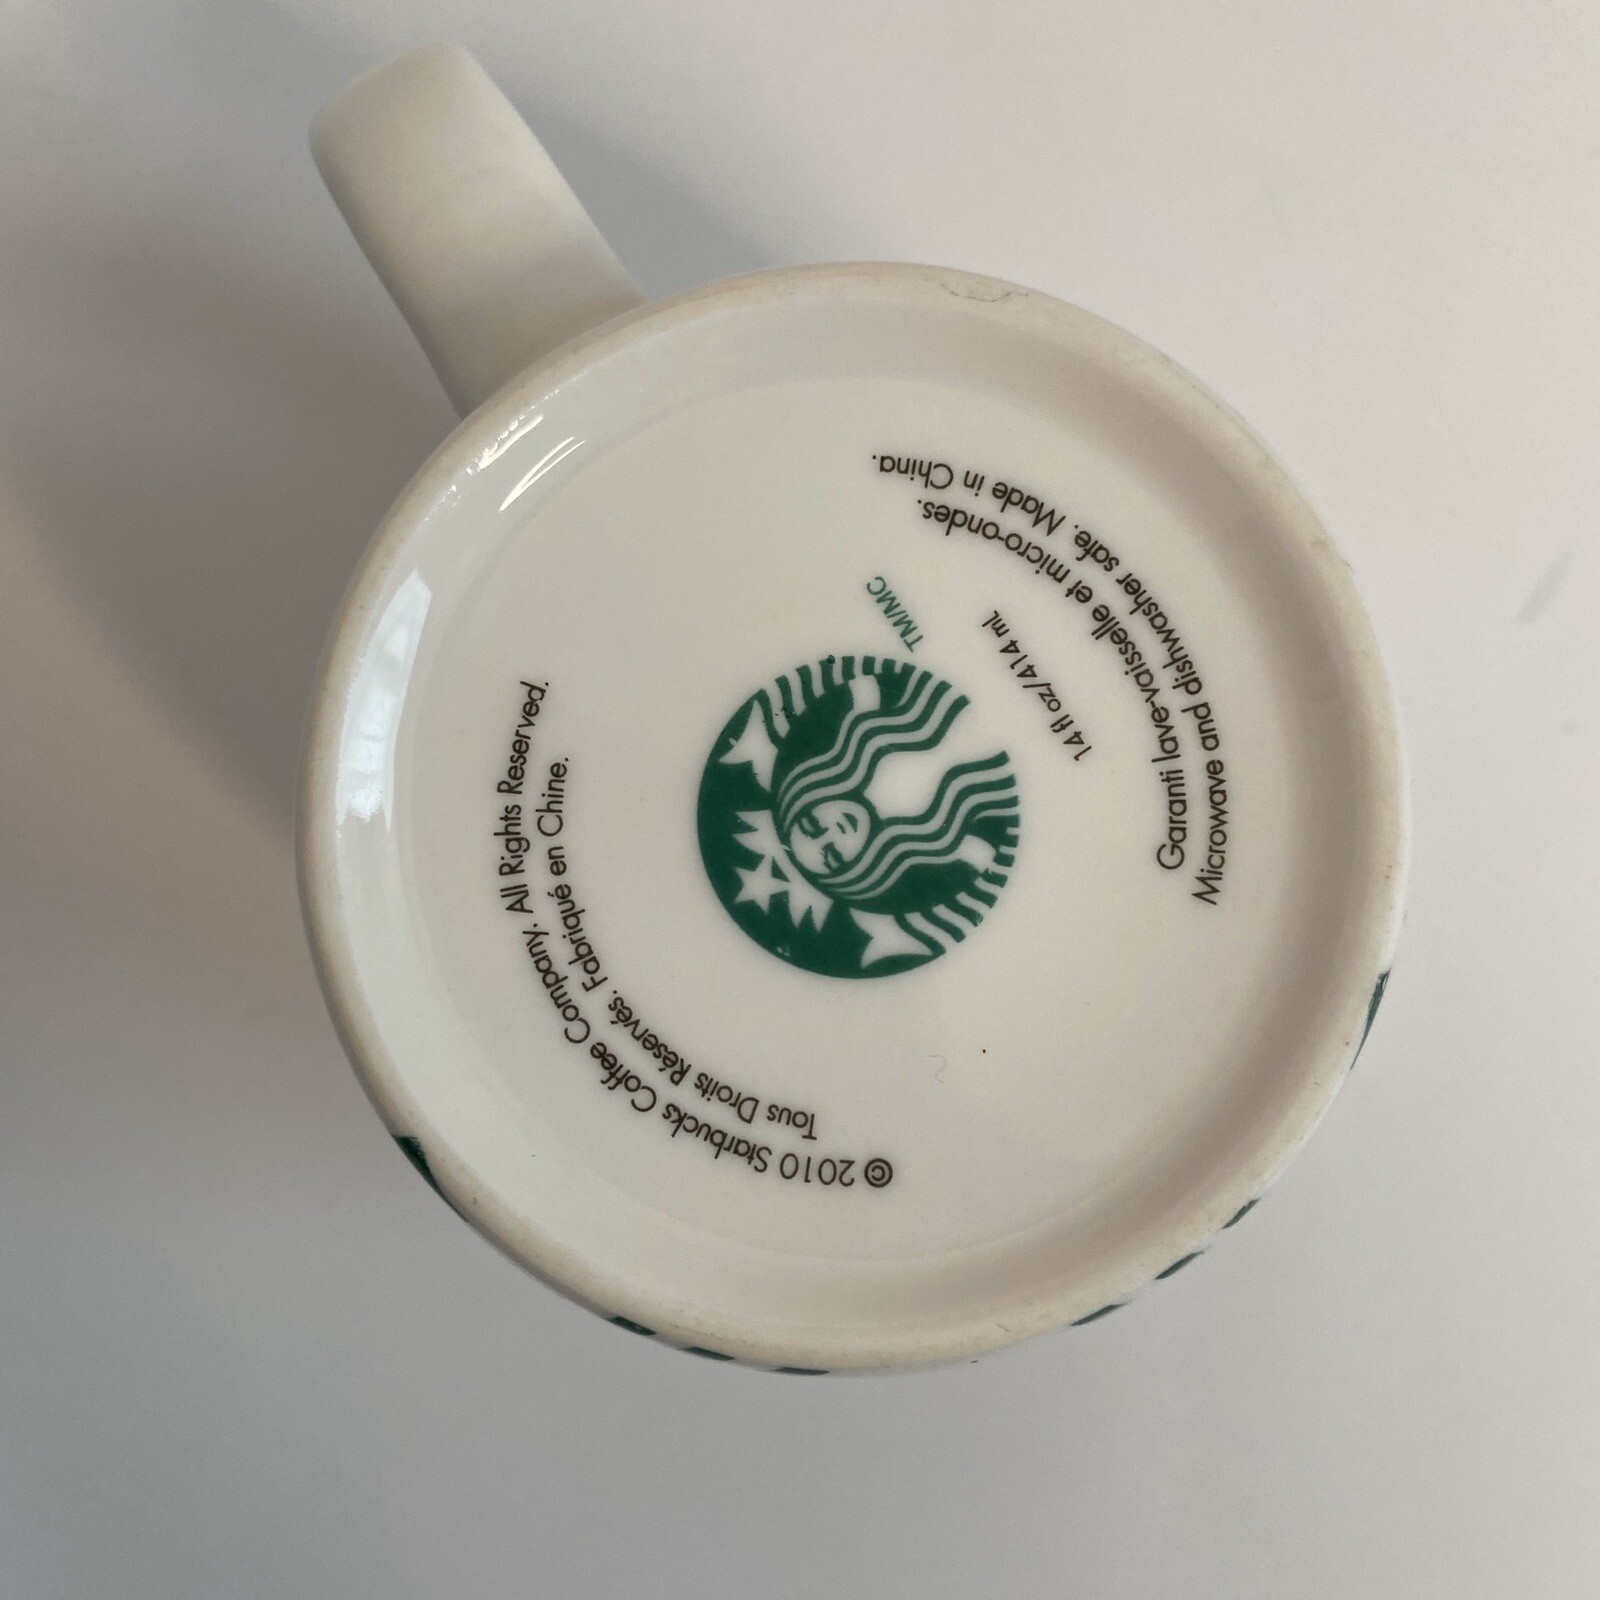 © 2010 Starbucks Coffee Company. All Rights Reserved.
Tous Droits Réservés. Fabriqué en Chine.
Microwave and dishwasher safe. Made in China.
Garanti lave-vaisselle et micro-ondes.
14 fl oz/414 ml
TM/MC